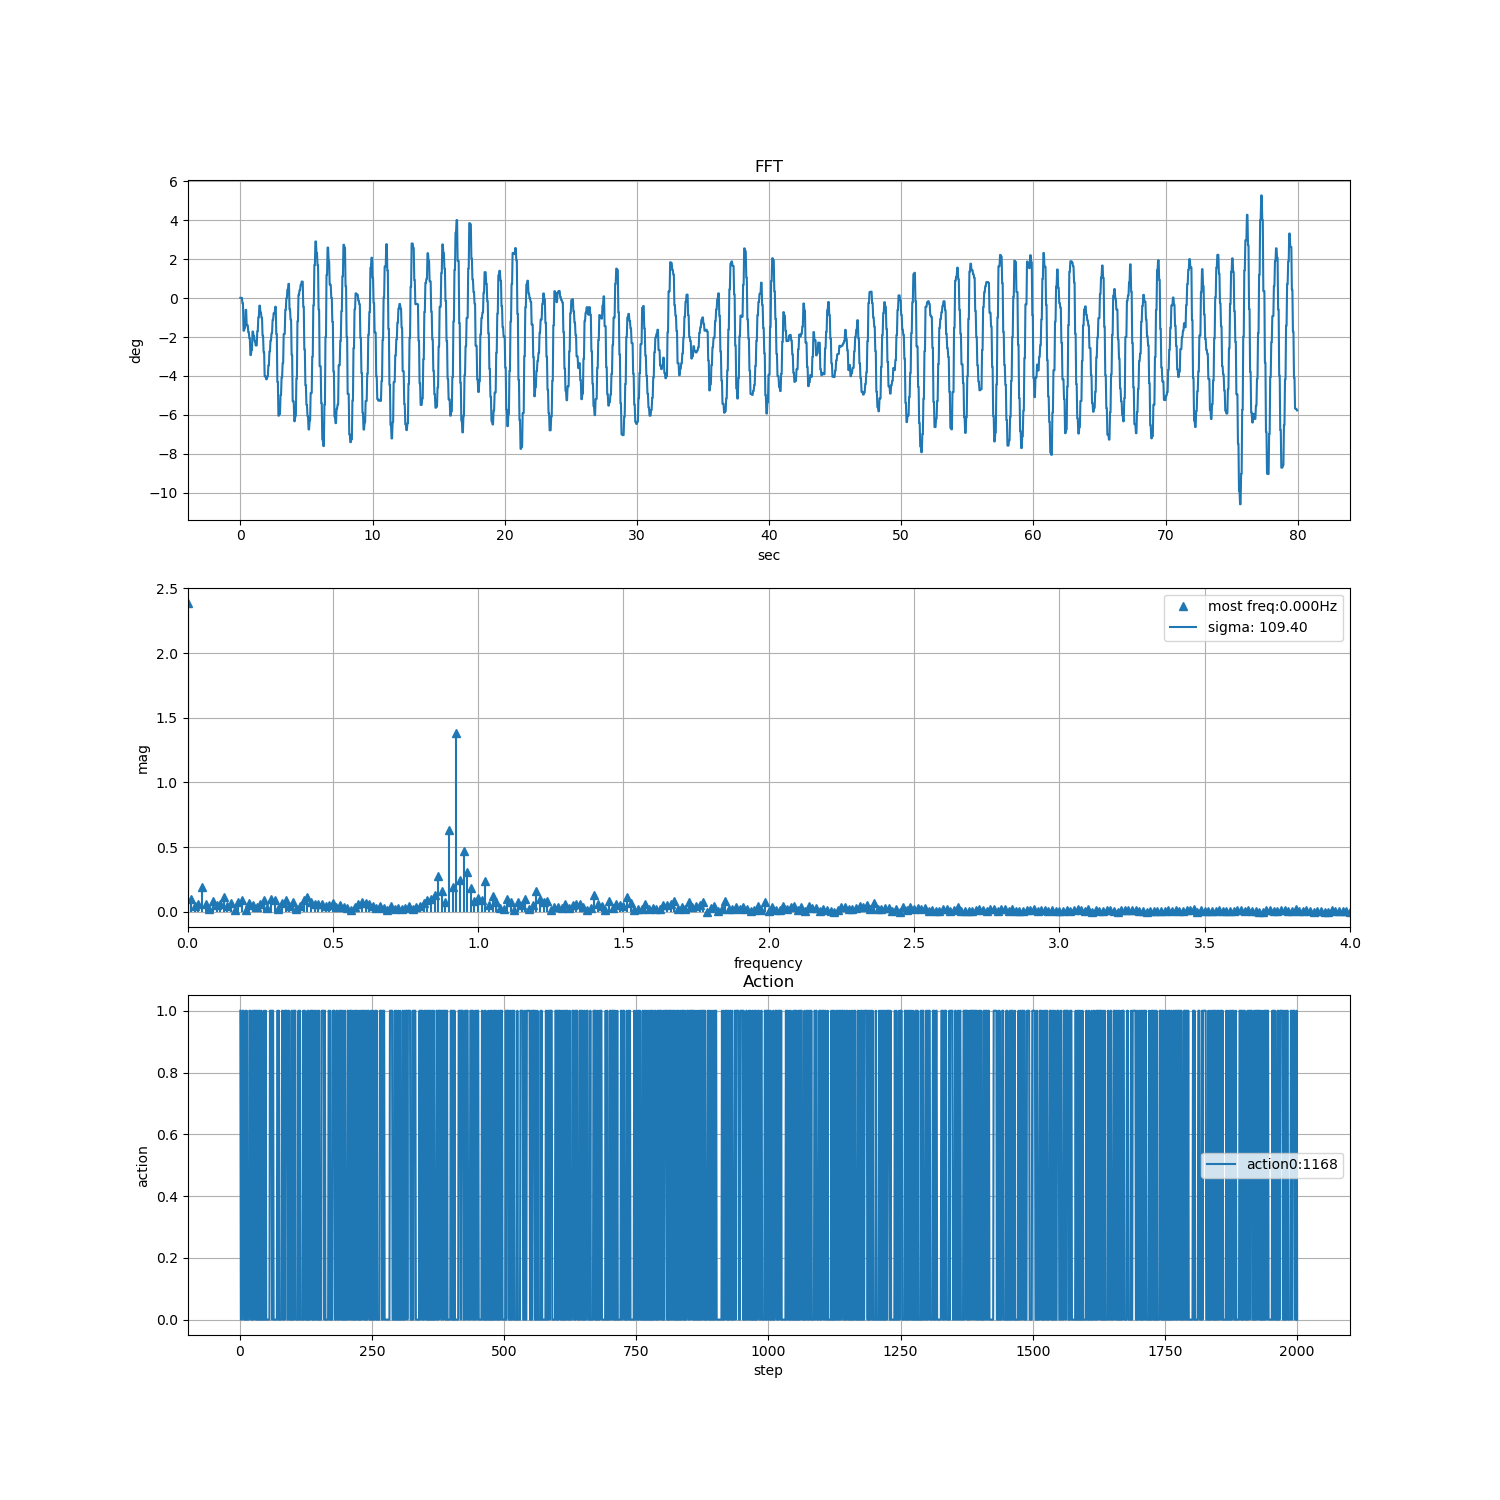 FFT
6
4
2
0
−2
−4
−6
−8
−10
deg
0 10 20 30 40 50 60 70 80
sec
2.5
2.0
1.5
1.0
0.5
0.0
mag
most freq:0.000Hz
sigma: 109.40
0.0 0.5 1.0 1.5 2.0 2.5 3.0 3.5 4.0
frequency
Action
1.0
0.8
0.6
0.4
0.2
0.0
action
action0:1168
0 250 500 750 1000 1250 1500 1750 2000
step